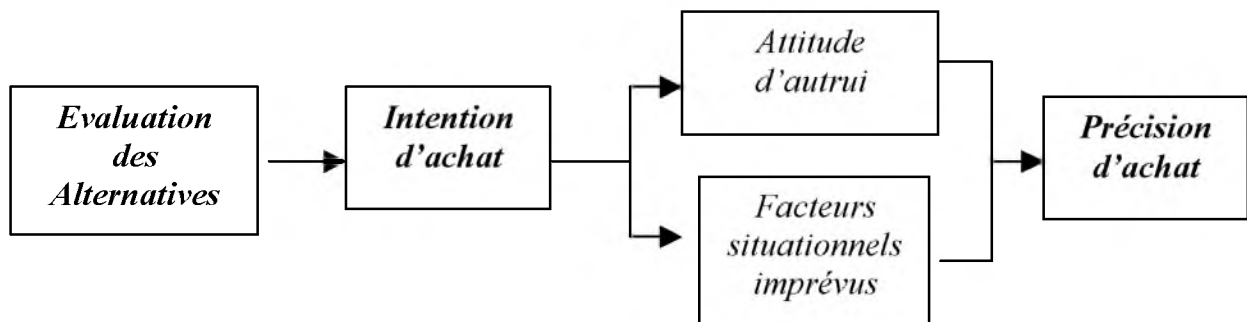 Evaluation
des
Alternatives
Intention
d'achat
Attitude
d'autrui
Facteurs
situationnels
imprévus
Précision
d'achat